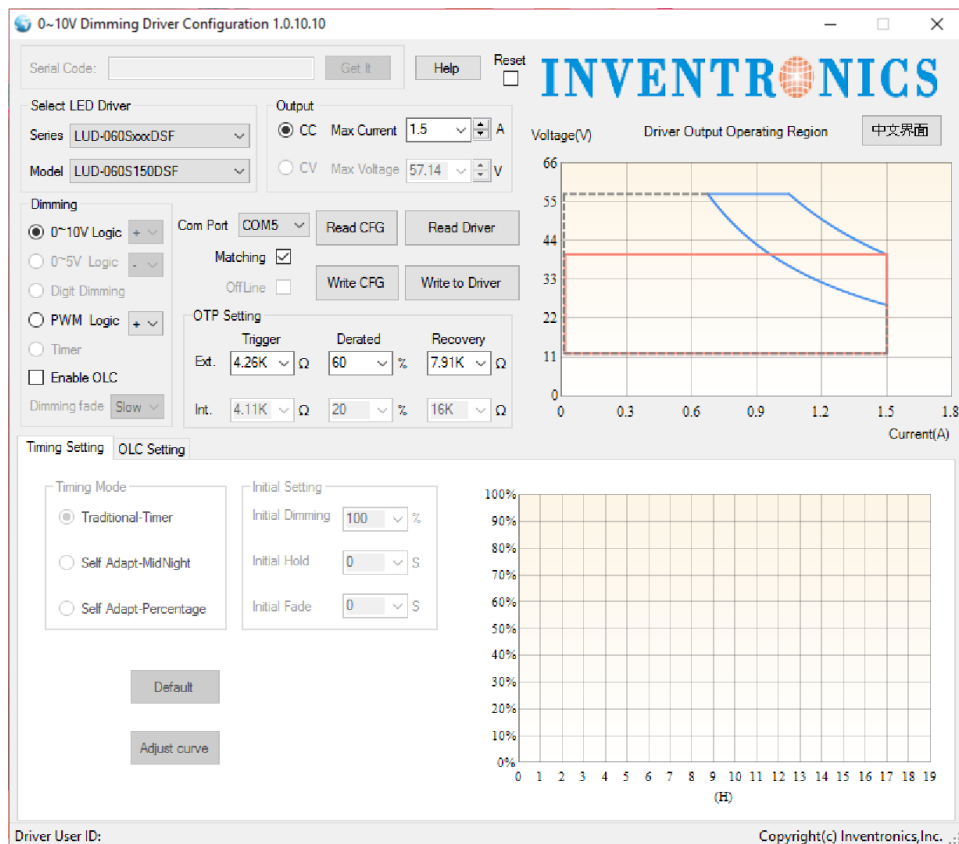 0~10V Dimming Driver Configuration 1.0.10.10
Serial Code:
Get It
Help
Reset
INVENTRONICS
Select LED Driver
Series LUD-060SxxxDSF
Model LUD-060S150DSF
Output
CC Max Current 1.5 A
CV Max Voltage 57.14 V
Voltage(V)
Driver Output Operating Region
中文界面
66
55
44
33
22
11
0
0 0.3 0.6 0.9 1.2 1.5 1.8
Current(A)
Dimming
0~10V Logic +
0~5V Logic -
Digit Dimming
PWM Logic +
Timer
Enable OLC
Dimming fade Slow
Com Port COM5
Read CFG
Read Driver
Matching
OffLine
Write CFG
Write to Driver
OTP Setting
Trigger Derated Recovery
Ext. 4.26K Ω 60 % 7.91K Ω
Int. 4.11K Ω 20 % 16K Ω
Timing Setting
OLC Setting
Timing Mode
Traditional-Timer
Self Adapt-MidNight
Self Adapt-Percentage
Initial Setting
Initial Dimming 100 %
Initial Hold 0 S
Initial Fade 0 S
Default
Adjust curve
100%
90%
80%
70%
60%
50%
40%
30%
20%
10%
0%
0 1 2 3 4 5 6 7 8 9 10 11 12 13 14 15 16 17 18 19
(H)
Driver User ID:
Copyright(c) Inventronics,Inc.